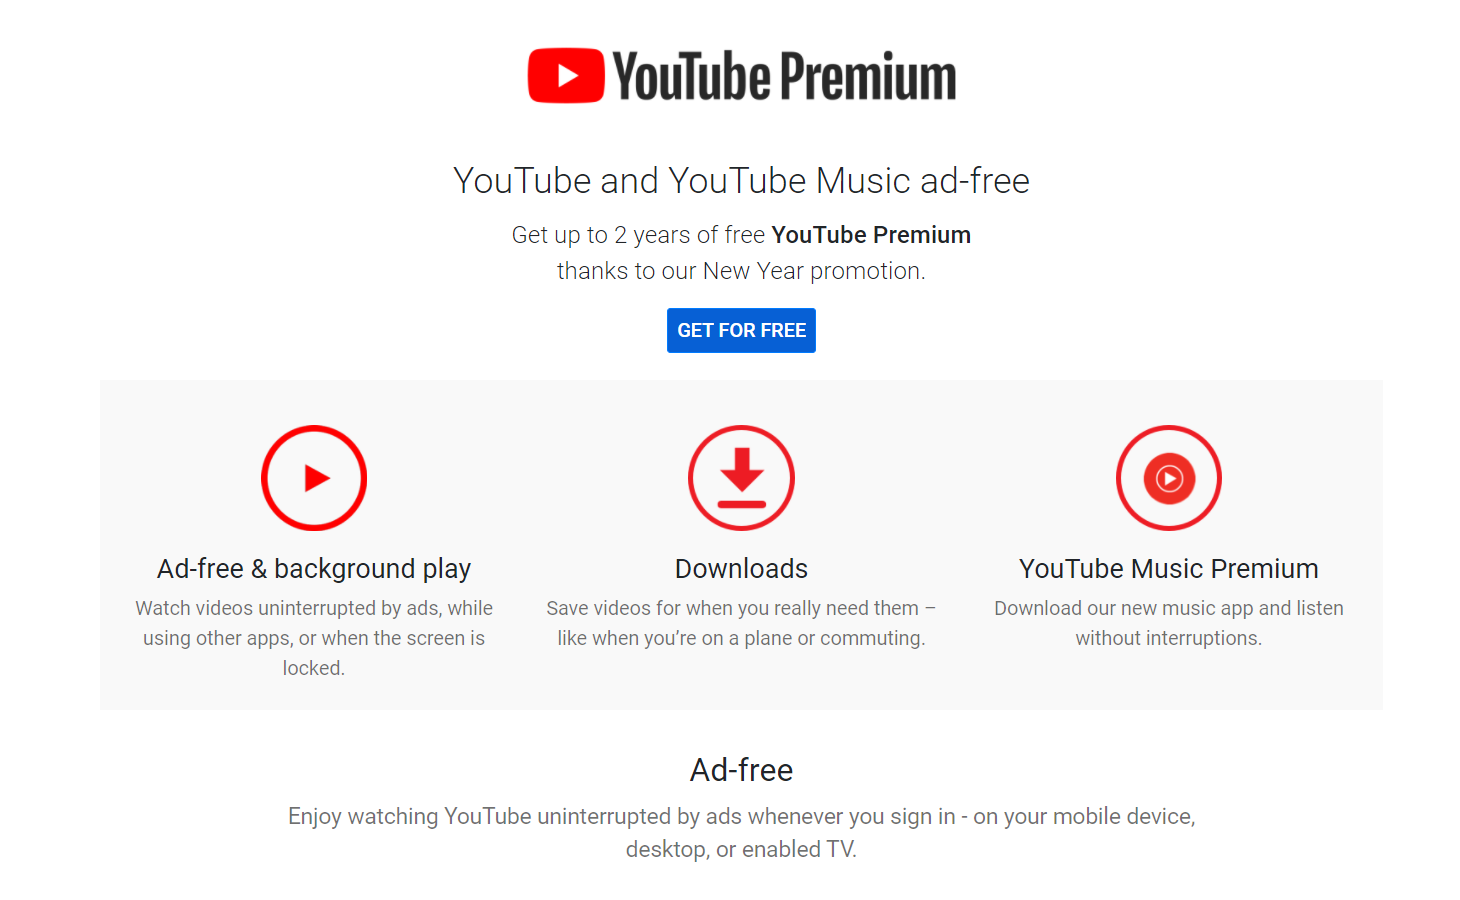 YouTube Premium
YouTube and YouTube Music ad-free
Get up to 2 years of free YouTube Premium
thanks to our New Year promotion.
GET FOR FREE
Ad-free & background play
Watch videos uninterrupted by ads, while
using other apps, or when the screen is
locked.
Downloads
Save videos for when you really need them –
like when you’re on a plane or commuting.
YouTube Music Premium
Download our new music app and listen
without interruptions.
Ad-free
Enjoy watching YouTube uninterrupted by ads whenever you sign in - on your mobile device,
desktop, or enabled TV.